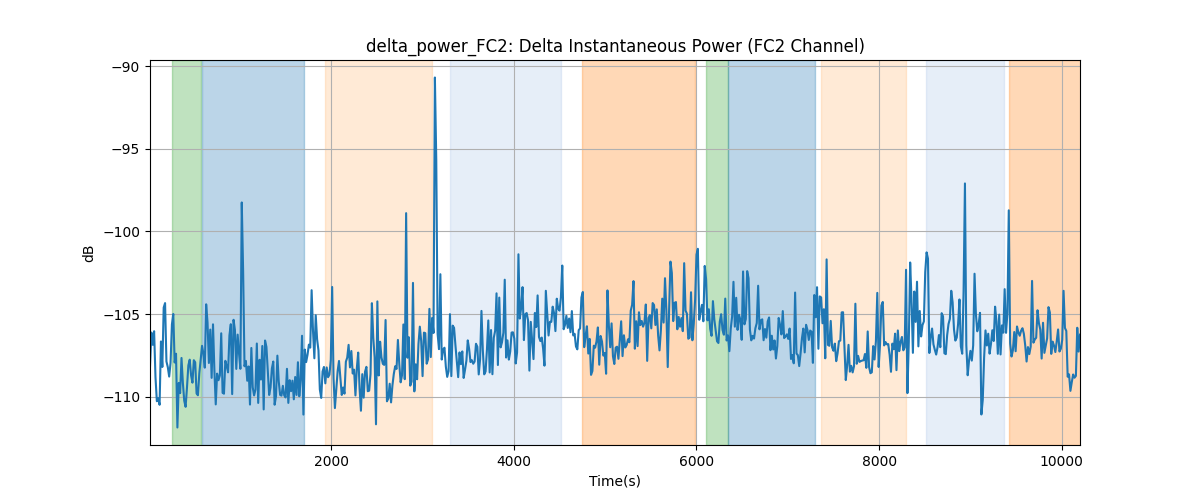 delta_power_FC2: Delta Instantaneous Power (FC2 Channel)
−90
−95
−100
−105
−110
dB
2000 4000 6000 8000 10000
Time(s)